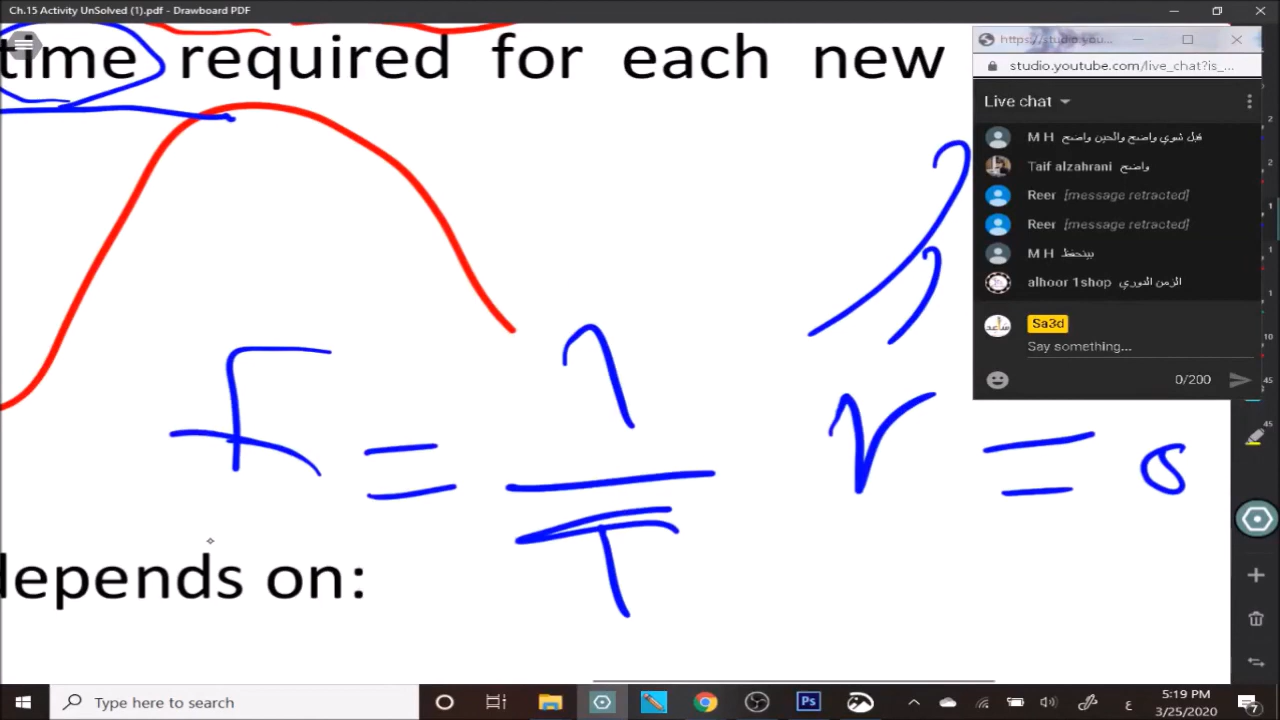 Ch.15 Activity UnSolved (1).pdf - Drawboard PDF
time required for each new
f = 1/T
depends on:
https://studio.you...
studio.youtube.com/live_chat?is_...
Live chat
M H قبل شوي واضح والحين واضح
Taif alzahrani واضح
Reer [message retracted]
Reer [message retracted]
M H بينحفظ
alhoor 1shop الزمن الدوري
Sa3d
Say something...
0/200
Type here to search
5:19 PM
3/25/2020